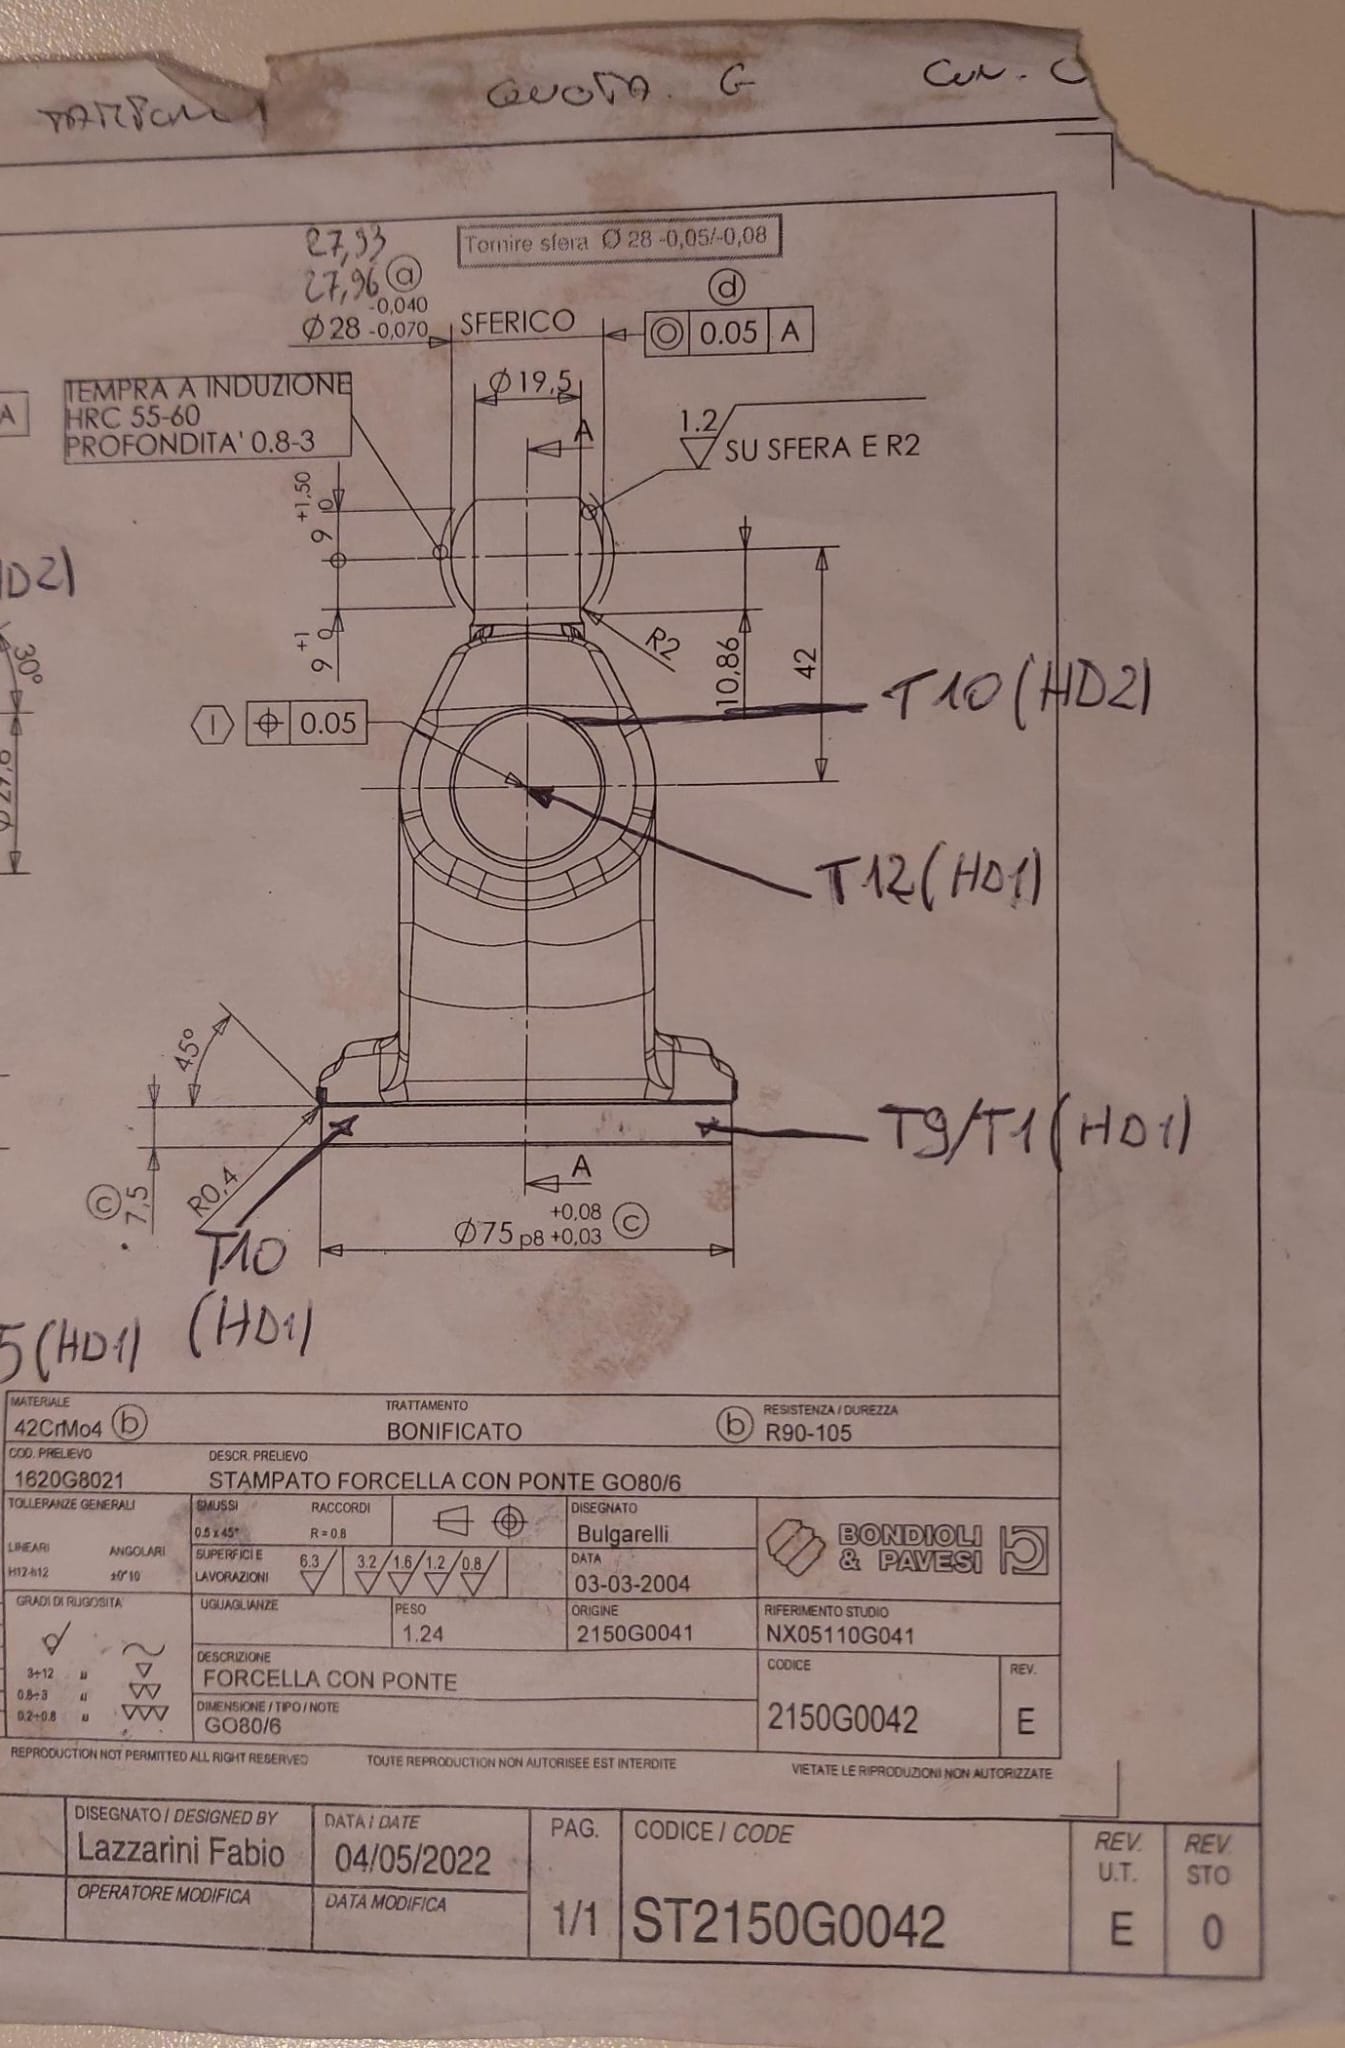 QUOTA. G
27,93
27,96 a
Tornire sfera Ø 28 -0,05/-0,08
d
-0,040
Ø28 -0,070
SFERICO
◎ 0.05 A
A
TEMPRA A INDUZIONE
HRC 55-60
PROFONDITA' 0.8-3
Ø19,5
A
1.2
SU SFERA E R2
+1,50
9 0
+1
9 0
R2
10,86
42
30°
⌖ 0.05
T10 (HD2)
T12 (HD1)
45°
T9/T1 (HD1)
c
7,5
R0,4
A
T10
(HD1)
+0,08
Ø75 p8 +0,03 c
5 (HD1)
MATERIALE
42CrMo4 b
TRATTAMENTO
BONIFICATO
b
RESISTENZA / DUREZZA
R90-105
COD. PRELIEVO
1620G8021
DESCR. PRELIEVO
STAMPATO FORCELLA CON PONTE GO80/6
TOLLERANZE GENERALI
LINEARI
H12-h12
ANGOLARI
±0°10
SMUSSI
0.5 x 45°
RACCORDI
R = 0.8
DISEGNATO
Bulgarelli
BONDIOLI
& PAVESI
SUPERFICI E
LAVORAZIONI
6.3 3.2 1.6 1.2 0.8
DATA
03-03-2004
GRADI DI RUGOSITA'
3÷12
0.8÷3
0.2÷0.8
UGUAGLIANZE
PESO
1.24
ORIGINE
2150G0041
RIFERIMENTO STUDIO
NX05110G041
DESCRIZIONE
FORCELLA CON PONTE
DIMENSIONE / TIPO / NOTE
GO80/6
CODICE
2150G0042
REV.
E
REPRODUCTION NOT PERMITTED ALL RIGHT RESERVED
TOUTE REPRODUCTION NON AUTORISEE EST INTERDITE
VIETATE LE RIPRODUZIONI NON AUTORIZZATE
DISEGNATO / DESIGNED BY
Lazzarini Fabio
DATA / DATE
04/05/2022
OPERATORE MODIFICA
DATA MODIFICA
PAG.
1/1
CODICE / CODE
ST2150G0042
REV.
U.T.
E
REV.
STO
0